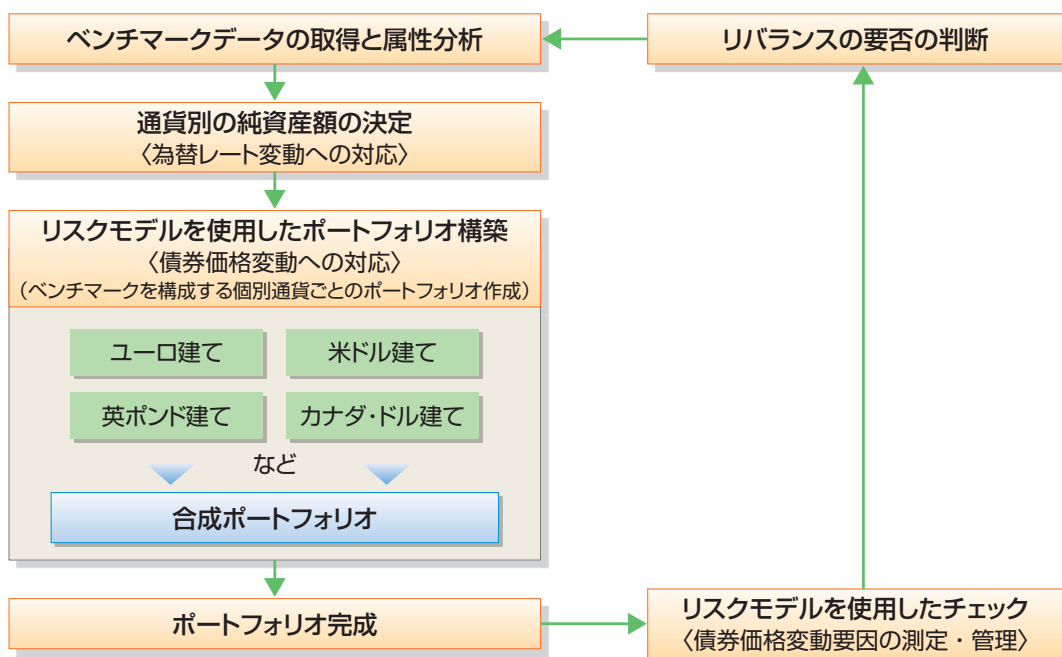 ベンチマークデータの取得と属性分析
リバランスの要否の判断
通貨別の純資産額の決定
〈為替レート変動への対応〉
リスクモデルを使用したポートフォリオ構築
〈債券価格変動への対応〉
（ベンチマークを構成する個別通貨ごとのポートフォリオ作成）
ユーロ建て
米ドル建て
英ポンド建て
カナダ・ドル建て
など
合成ポートフォリオ
ポートフォリオ完成
リスクモデルを使用したチェック
〈債券価格変動要因の測定・管理〉